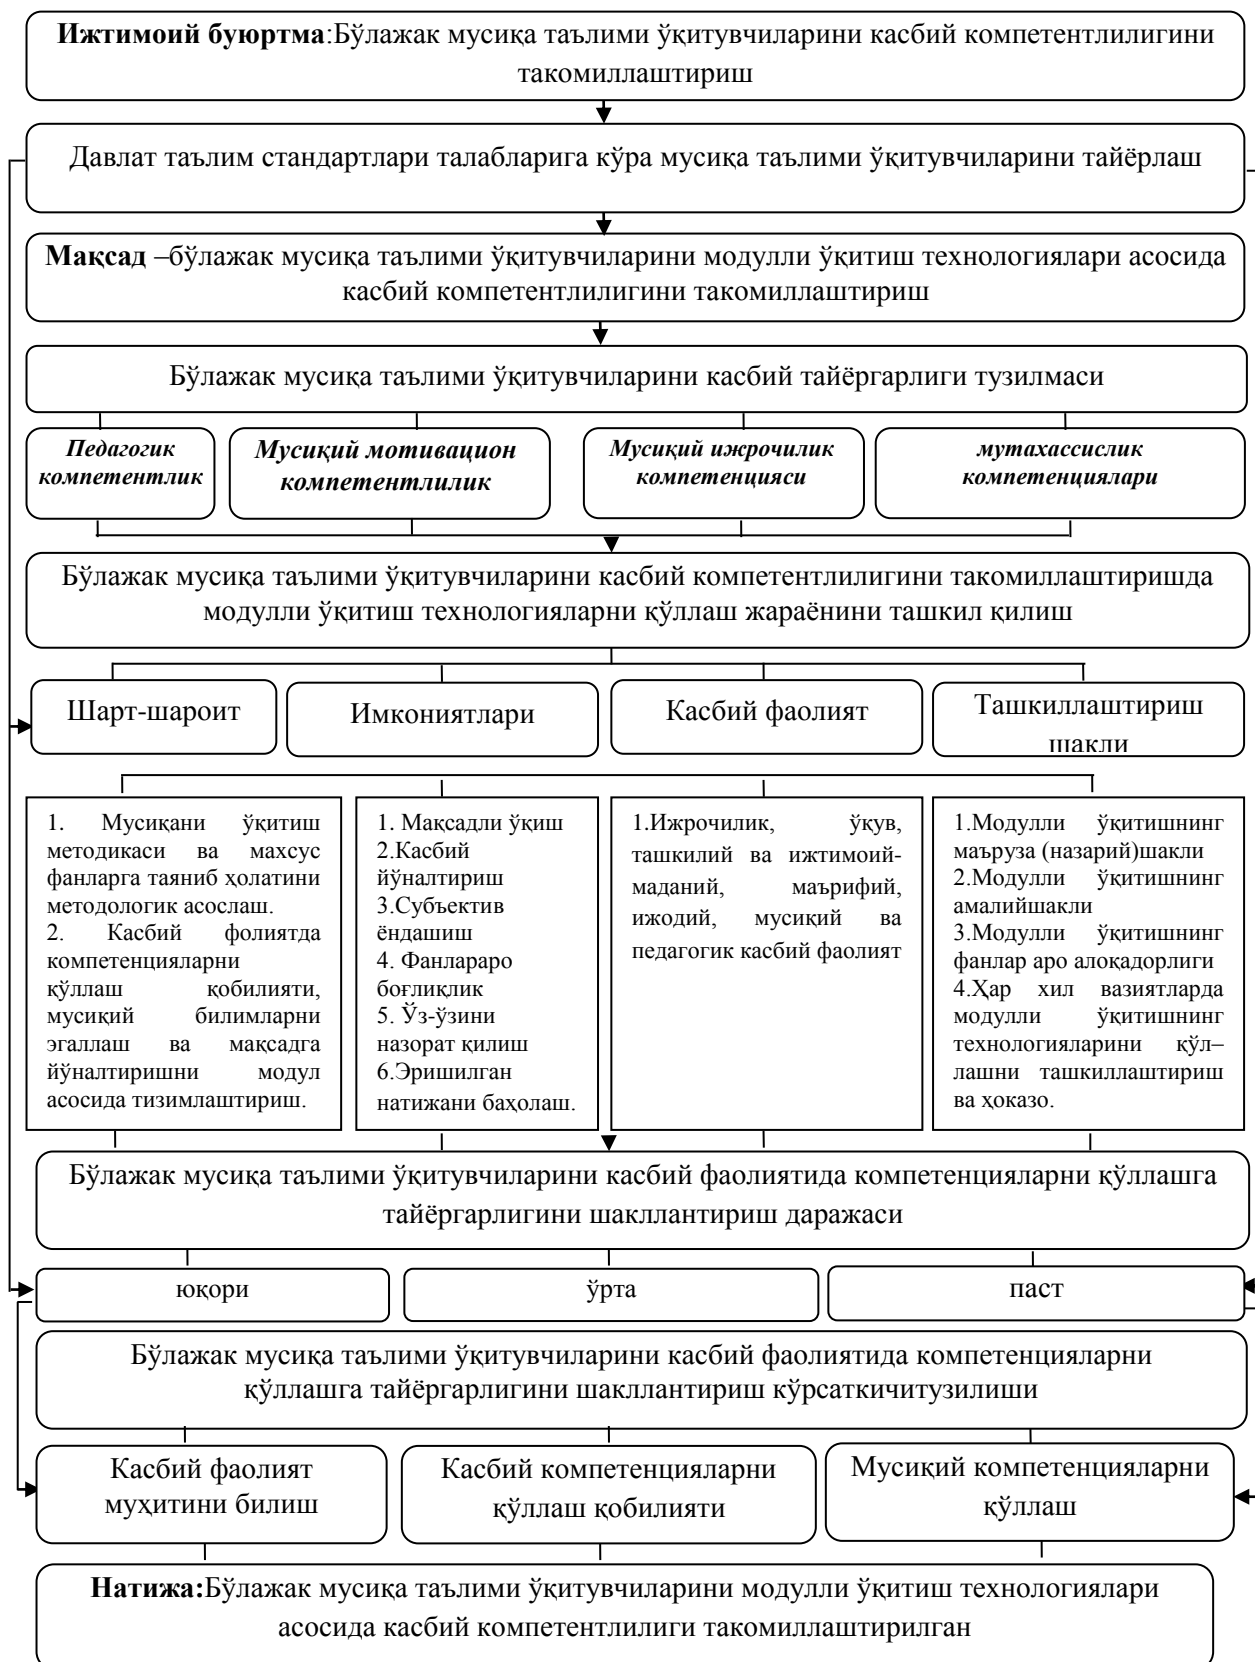 Ижтимоий буюртма:Бўлажак мусиқа таълими ўқитувчиларини касбий компетентлилигини
такомиллаштириш
Давлат таълим стандартлари талабларига кўра мусиқа таълими ўқитувчиларини тайёрлаш
Мақсад –бўлажак мусиқа таълими ўқитувчиларини модулли ўқитиш технологиялари асосида
касбий компетентлилигини такомиллаштириш
Бўлажак мусиқа таълими ўқитувчиларини касбий тайёргарлиги тузилмаси
Педагогик
компетентлик
Мусиқий мотивацион
компетентлилик
Мусиқий ижрочилик
компетенцияси
мутахассислик
компетенциялари
Бўлажак мусиқа таълими ўқитувчиларини касбий компетентлилигини такомиллаштиришда
модулли ўқитиш технологияларни қўллаш жараёнини ташкил қилиш
Шарт-шароит
Имкониятлари
Касбий фаолият
Ташкиллаштириш
шакли
1. Мусиқани ўқитиш
методикаси ва махсус
фанларга таяниб ҳолатини
методологик асослаш.
2. Касбий фолиятда
компетенцияларни
қўллаш қобилияти,
мусиқий билимларни
эгаллаш ва мақсадга
йўналтиришни модул
асосида тизимлаштириш.
1. Мақсадли ўқиш
2.Касбий
йўналтириш
3.Субъектив
ёндашиш
4. Фанлараро
боғлиқлик
5. Ўз-ўзини
назорат қилиш
6.Эришилган
натижани баҳолаш.
1.Ижрочилик, ўқув,
ташкилий ва ижтимоий-
маданий, маърифий,
ижодий, мусиқий ва
педагогик касбий фаолият
1.Модулли ўқитишнинг
маъруза (назарий)шакли
2.Модулли ўқитишнинг
амалийшакли
3.Модулли ўқитишнинг
фанлар аро алоқадорлиги
4.Ҳар хил вазиятларда
модулли ўқитишнинг
технологияларини қўл–
лашни ташкиллаштириш
ва ҳоказо.
Бўлажак мусиқа таълими ўқитувчиларини касбий фаолиятида компетенцияларни қўллашга
тайёргарлигини шакллантириш даражаси
юқори
ўрта
паст
Бўлажак мусиқа таълими ўқитувчиларини касбий фаолиятида компетенцияларни
қўллашга тайёргарлигини шакллантириш кўрсаткичитузилиши
Касбий фаолият
муҳитини билиш
Касбий компетенцияларни
қўллаш қобилияти
Мусиқий компетенцияларни
қўллаш
Натижа:Бўлажак мусиқа таълими ўқитувчиларини модулли ўқитиш технологиялари
асосида касбий компетентлилиги такомиллаштирилган